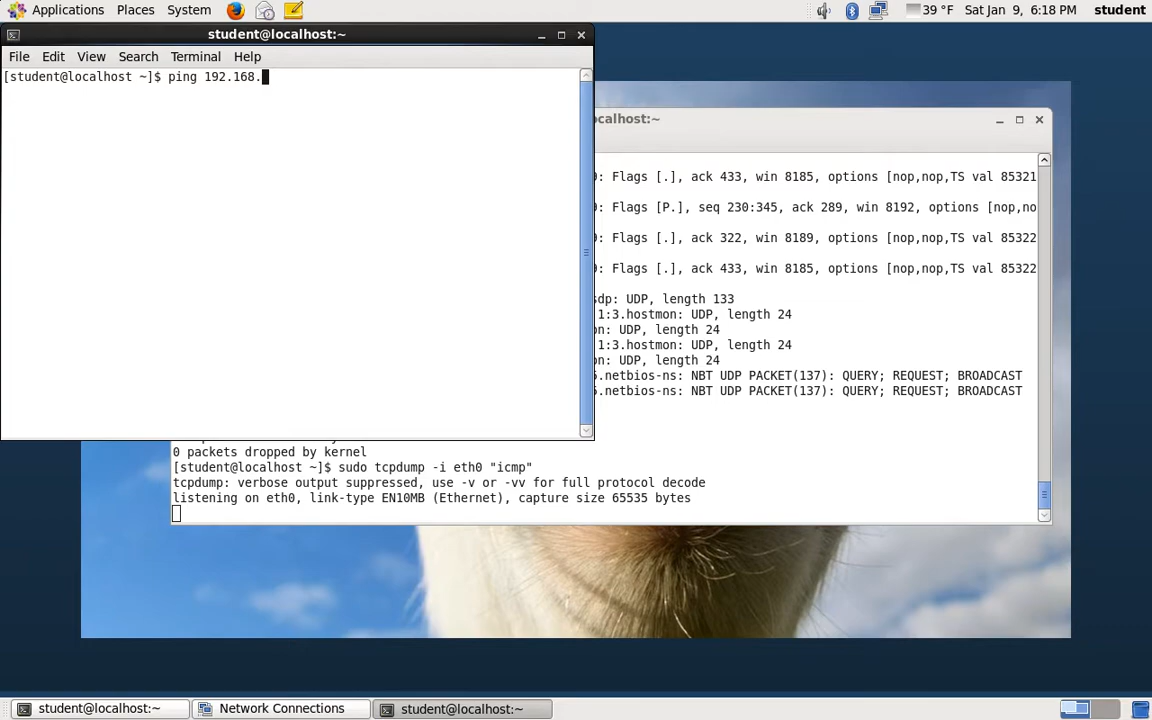 Applications Places System
39 °F Sat Jan 9, 6:18 PM student
student@localhost:~
File Edit View Search Terminal Help
[student@localhost ~]$ ping 192.168.
ocalhost:~
: Flags [.], ack 433, win 8185, options [nop,nop,TS val 85321
: Flags [P.], seq 230:345, ack 289, win 8192, options [nop,no
: Flags [.], ack 322, win 8189, options [nop,nop,TS val 85322
: Flags [.], ack 433, win 8185, options [nop,nop,TS val 85322
sdp: UDP, length 133
1:3.hostmon: UDP, length 24
on: UDP, length 24
1:3.hostmon: UDP, length 24
on: UDP, length 24
.netbios-ns: NBT UDP PACKET(137): QUERY; REQUEST; BROADCAST
.netbios-ns: NBT UDP PACKET(137): QUERY; REQUEST; BROADCAST
0 packets dropped by kernel
[student@localhost ~]$ sudo tcpdump -i eth0 "icmp"
tcpdump: verbose output suppressed, use -v or -vv for full protocol decode
listening on eth0, link-type EN10MB (Ethernet), capture size 65535 bytes
student@localhost:~ Network Connections student@localhost:~